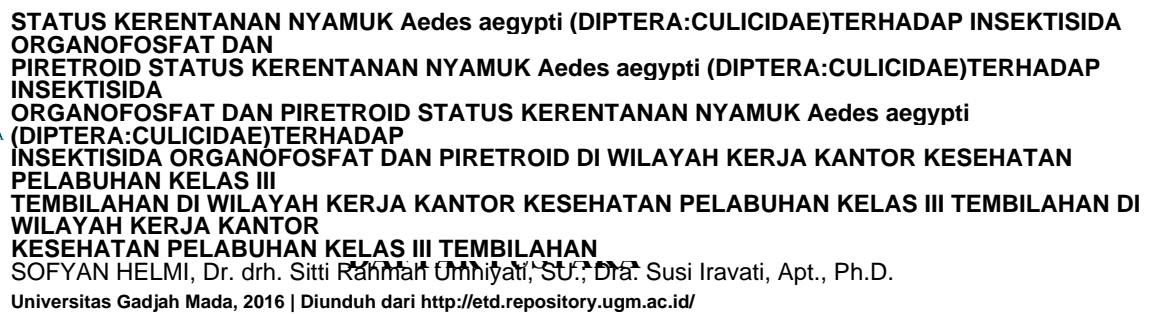 STATUS KERENTANAN NYAMUK Aedes aegypti (DIPTERA:CULICIDAE)TERHADAP INSEKTISIDA
ORGANOFOSFAT DAN
PIRETROID STATUS KERENTANAN NYAMUK Aedes aegypti (DIPTERA:CULICIDAE)TERHADAP
INSEKTISIDA
ORGANOFOSFAT DAN PIRETROID STATUS KERENTANAN NYAMUK Aedes aegypti
(DIPTERA:CULICIDAE)TERHADAP
INSEKTISIDA ORGANOFOSFAT DAN PIRETROID DI WILAYAH KERJA KANTOR KESEHATAN
PELABUHAN KELAS III
TEMBILAHAN DI WILAYAH KERJA KANTOR KESEHATAN PELABUHAN KELAS III TEMBILAHAN DI
WILAYAH KERJA KANTOR
KESEHATAN PELABUHAN KELAS III TEMBILAHAN
SOFYAN HELMI, Dr. drh. Sitti Rahmah Umniyati, SU.; Dra. Susi Iravati, Apt., Ph.D.
Universitas Gadjah Mada, 2016 | Diunduh dari http://etd.repository.ugm.ac.id/